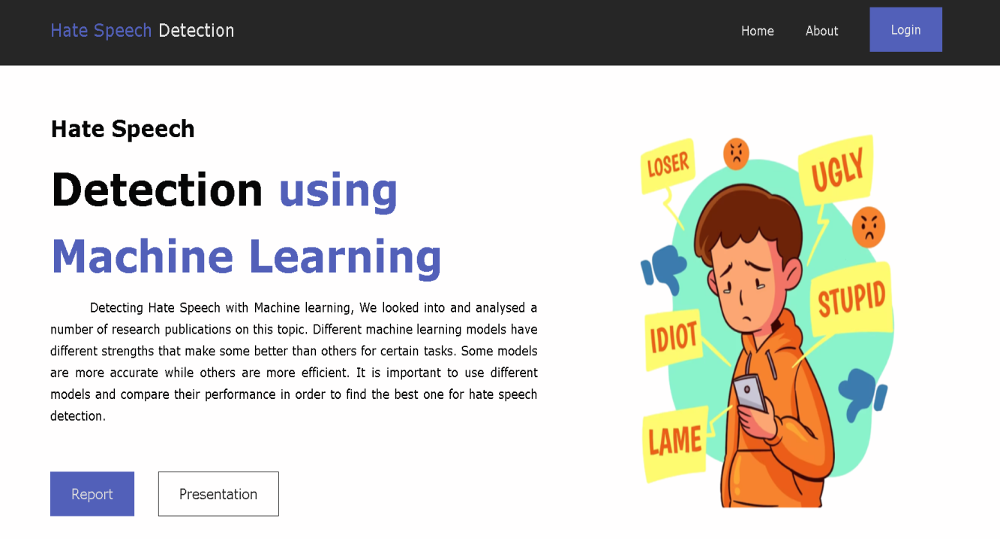 Hate Speech Detection
Home
About
Login
Hate Speech
Detection using
Machine Learning
Detecting Hate Speech with Machine learning, We looked into and analysed a
number of research publications on this topic. Different machine learning models have
different strengths that make some better than others for certain tasks. Some models
are more accurate while others are more efficient. It is important to use different
models and compare their performance in order to find the best one for hate speech
detection.
Report
Presentation
LOSER
UGLY
STUPID
IDIOT
LAME